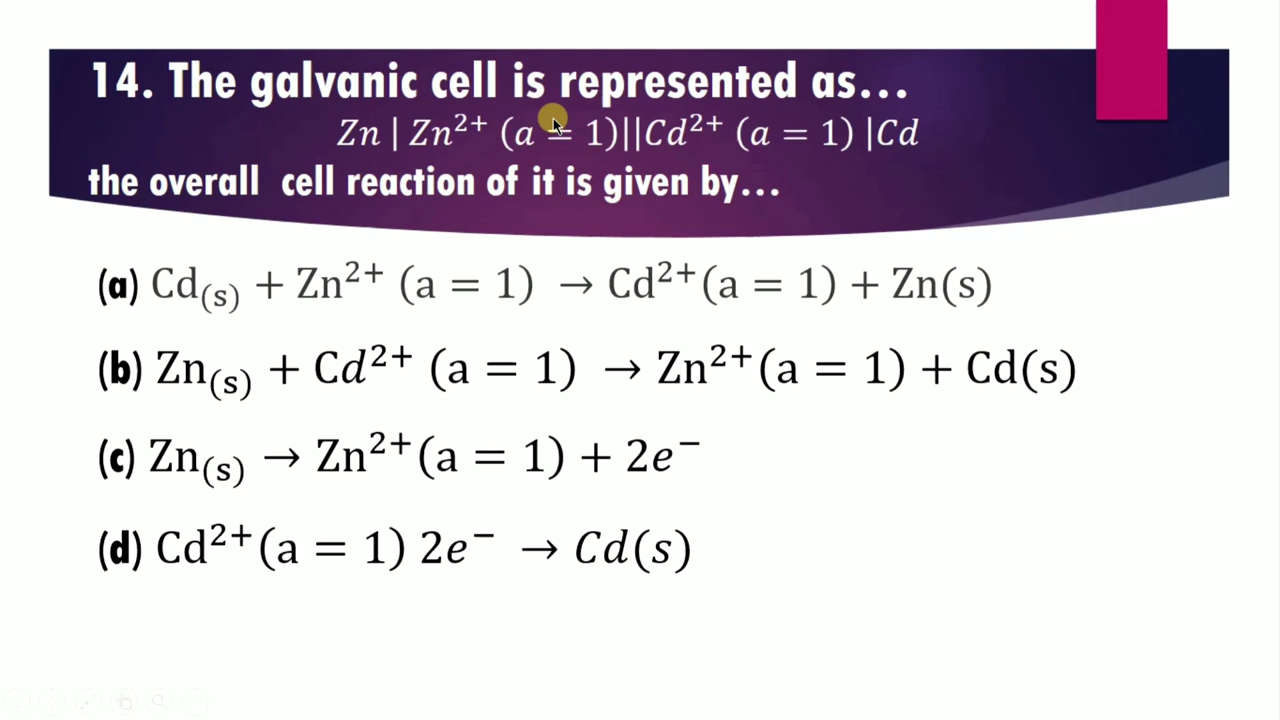 14. The galvanic cell is represented as…
Zn | Zn²⁺ (a = 1)||Cd²⁺ (a = 1) |Cd
the overall cell reaction of it is given by…
(a) Cd₍ₛ₎ + Zn²⁺ (a = 1) → Cd²⁺(a = 1) + Zn(s)
(b) Zn₍ₛ₎ + Cd²⁺ (a = 1) → Zn²⁺(a = 1) + Cd(s)
(c) Zn₍ₛ₎ → Zn²⁺(a = 1) + 2e⁻
(d) Cd²⁺(a = 1) 2e⁻ → Cd(s)